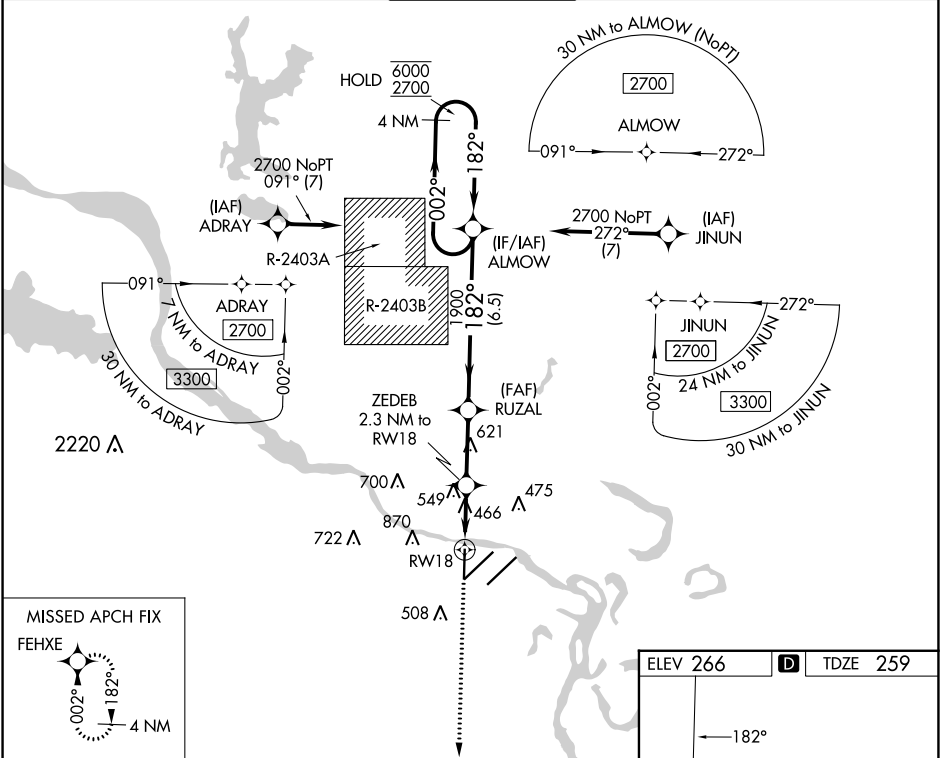 30 NM to ALMOW (NoPT)
2700
ALMOW
091°
272°
HOLD
6000
2700
4 NM
182°
002°
2700 NoPT
091° (7)
(IAF)
ADRAY
R-2403A
R-2403B
(IF/IAF)
ALMOW
2700 NoPT
272°
(7)
(IAF)
JINUN
1900
182°
(6.5)
091°
ADRAY
2700
7 NM to ADRAY
3300
30 NM to ADRAY
002°
272°
JINUN
2700
24 NM to JINUN
3300
30 NM to JINUN
002°
(FAF)
RUZAL
ZEDEB
2.3 NM to
RW18
621
2220
700
549
466
475
722
870
RW18
508
MISSED APCH FIX
FEHXE
002°
182°
4 NM
ELEV 266
D
TDZE 259
182°